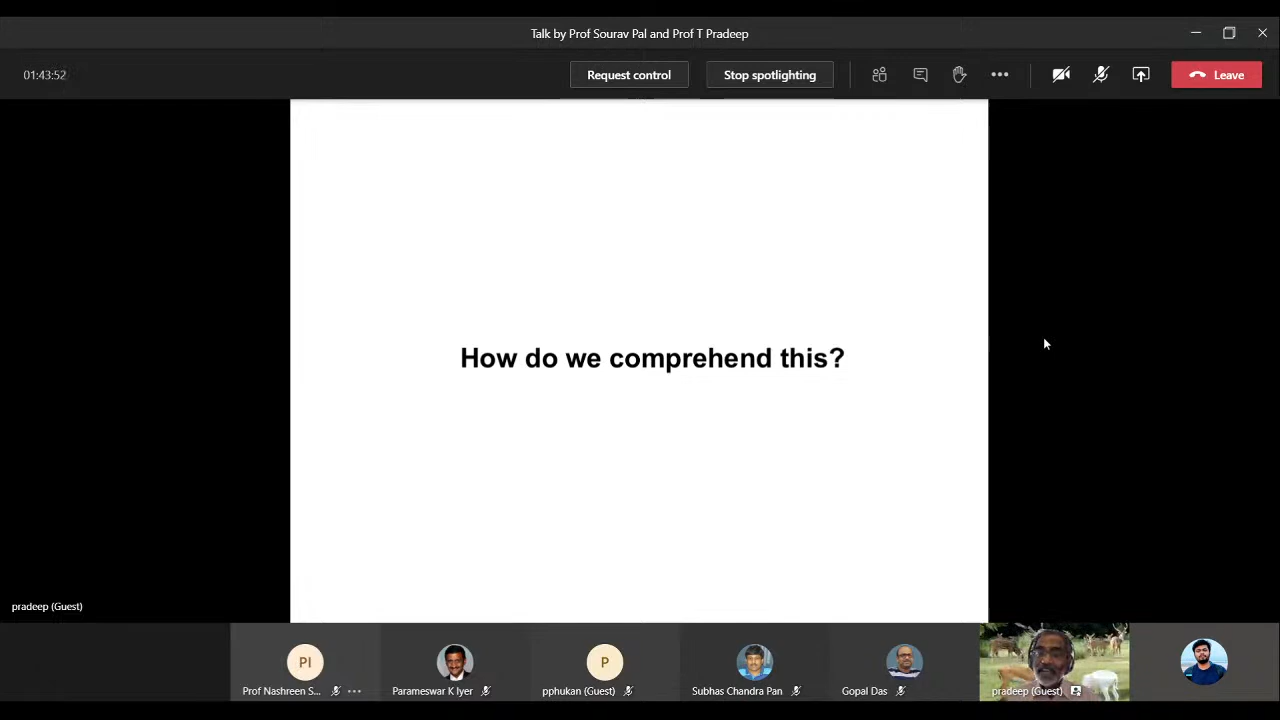 Talk by Prof Sourav Pal and Prof T Pradeep
01:43:52
Request control
Stop spotlighting
Leave
How do we comprehend this?
pradeep (Guest)
PI
P
Prof Nashreen S...
Parameswar K Iyer
pphukan (Guest)
Subhas Chandra Pan
Gopal Das
pradeep (Guest)